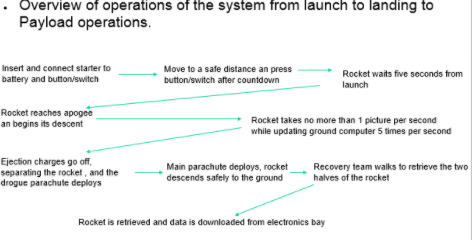 • Overview of operations of the system from launch to landing to
Payload operations.
Insert and connect starter to
battery and button/switch
Move to a safe distance an press
button/switch after countdown
Rocket waits five seconds from
launch
Rocket reaches apogee
an begins its descent
Rocket takes no more than 1 picture per second
while updating ground computer 5 times per second
Ejection charges go off,
separating the rocket , and the
drogue parachute deploys
Main parachute deploys, rocket
descends safely to the ground
Recovery team walks to retrieve the two
halves of the rocket
Rocket is retrieved and data is downloaded from electronics bay